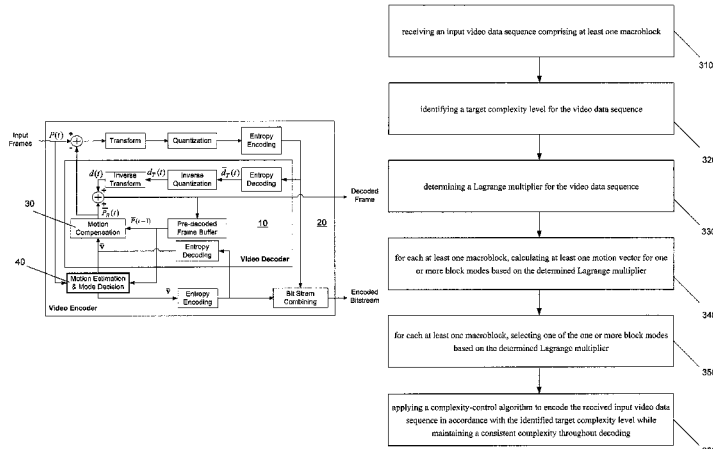 Input
Frames
F(t)
+
-
Transform
Quantization
Entropy
Encoding
d(t)
Inverse
Transform
Inverse
Quantization
Entropy
Decoding
Decoded
Frame
30
Motion
Compensation
Pre-decoded
Frame Buffer
10
20
Entropy
Decoding
Video Decoder
40
Motion Estimation
& Mode Decision
Entropy
Encoding
Bit Stream
Combining
Encoded
Bitstream
Video Encoder
receiving an input video data sequence comprising at least one macroblock
310
identifying a target complexity level for the video data sequence
320
determining a Lagrange multiplier for the video data sequence
330
for each at least one macroblock, calculating at least one motion vector for one
or more block modes based on the determined Lagrange multiplier
340
for each at least one macroblock, selecting one of the one or more block modes
based on the determined Lagrange multiplier
350
applying a complexity-control algorithm to encode the received input video data
sequence in accordance with the identified target complexity level while
maintaining a consistent complexity throughout decoding